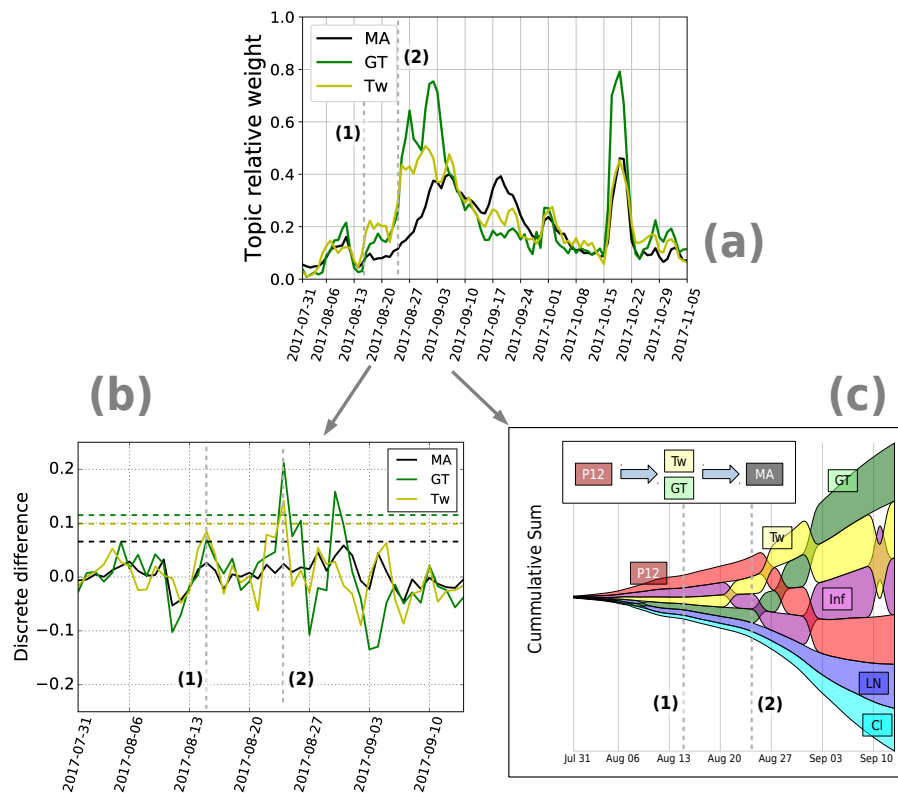 1.0
0.8
0.6
0.4
0.2
0.0
Topic relative weight
MA
GT
Tw
(1)
(2)
2017-07-31
2017-08-06
2017-08-13
2017-08-20
2017-08-27
2017-09-03
2017-09-10
2017-09-17
2017-09-24
2017-10-01
2017-10-08
2017-10-15
2017-10-22
2017-10-29
2017-11-05
(a)
(b)
0.2
0.1
0.0
−0.1
−0.2
Discrete difference
MA
GT
Tw
(1)
(2)
2017-07-31
2017-08-06
2017-08-13
2017-08-20
2017-08-27
2017-09-03
2017-09-10
(c)
P12
Tw
GT
MA
Cummulative Sum
P12
Tw
GT
Inf
LN
Cl
(1)
(2)
Jul 31
Aug 06
Aug 13
Aug 20
Aug 27
Sep 03
Sep 10